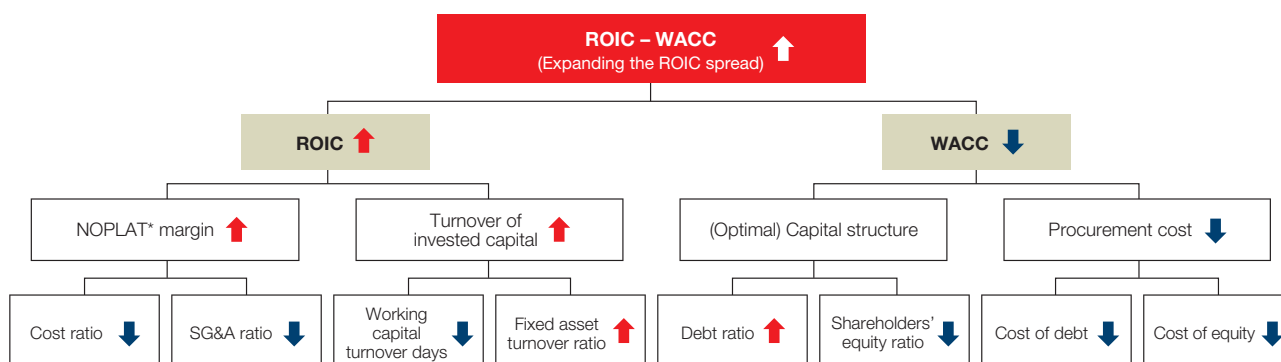 ROIC – WACC
(Expanding the ROIC spread)
ROIC
WACC
NOPLAT* margin
Turnover of
invested capital
(Optimal) Capital structure
Procurement cost
Cost ratio
SG&A ratio
Working
capital
turnover days
Fixed asset
turnover ratio
Debt ratio
Shareholders’
equity ratio
Cost of debt
Cost of equity